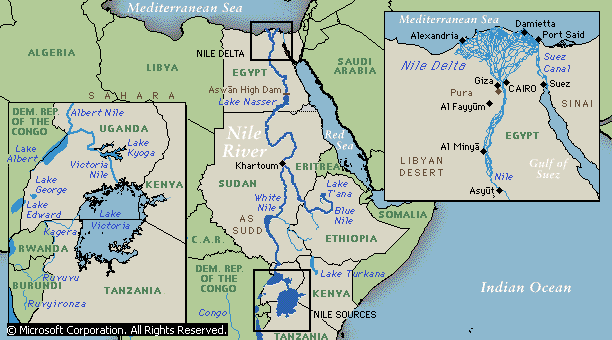 Mediterranean Sea
ALGERIA
LIBYA
EGYPT
NILE DELTA
SAUDI
ARABIA
SAHARA
Aswān High Dam
Lake Nasser
Nile
River
Red
Sea
Khartoum
ERITREA
SUDAN
Lake
T'ana
White
Nile
Blue
Nile
AS
SUDD
SOMALIA
ETHIOPIA
C.A.R.
DEM. REP.
OF THE
CONGO
Lake Turkana
KENYA
Congo
NILE SOURCES
TANZANIA
Indian Ocean
DEM. REP.
OF THE
CONGO
Albert Nile
UGANDA
Lake
Albert
Lake
Kyoga
Victoria
Nile
Lake
George
KENYA
Lake
Edward
Lake
Victoria
Kagera
RWANDA
Ruvuvu
BURUNDI
Ruvyironza
TANZANIA
Mediterranean Sea
Damietta
Alexandria
Port Said
Nile Delta
Suez
Canal
Giza
CAIRO
Suez
Pura
Al Fayyūm
SINAI
EGYPT
Al Minyā
LIBYAN
DESERT
Gulf of
Suez
Nile
Asyūt
© Microsoft Corporation. All Rights Reserved.